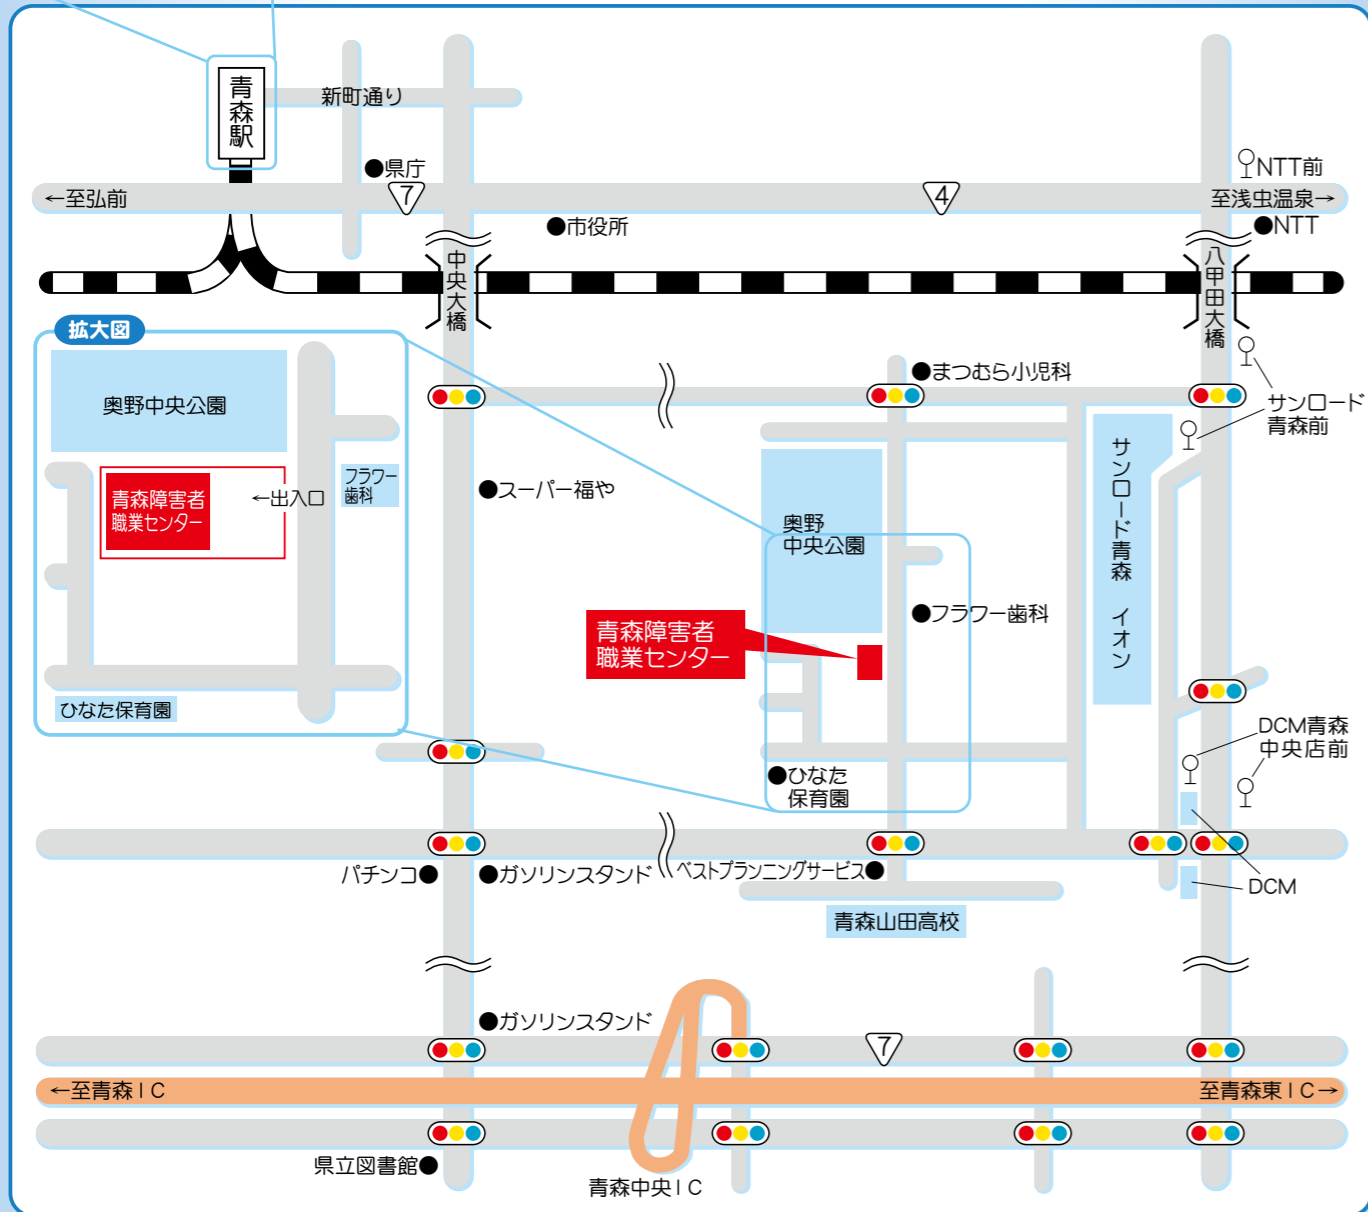 青森駅
新町通り
●県庁
NTT前
←至弘前
7
4
至浅虫温泉→
●市役所
●NTT
中央大橋
八甲田大橋
拡大図
奥野中央公園
青森障害者
職業センター
←出入口
フラワー
歯科
ひなた保育園
●まつむら小児科
サンロード
青森前
●スーパー福や
奥野
中央公園
サンロード青森 イオン
青森障害者
職業センター
●フラワー歯科
DCM青森
中央店前
●ひなた
保育園
パチンコ●
●ガソリンスタンド
ベストプランニングサービス●
DCM
青森山田高校
●ガソリンスタンド
7
←至青森IC
至青森東IC→
県立図書館●
青森中央IC